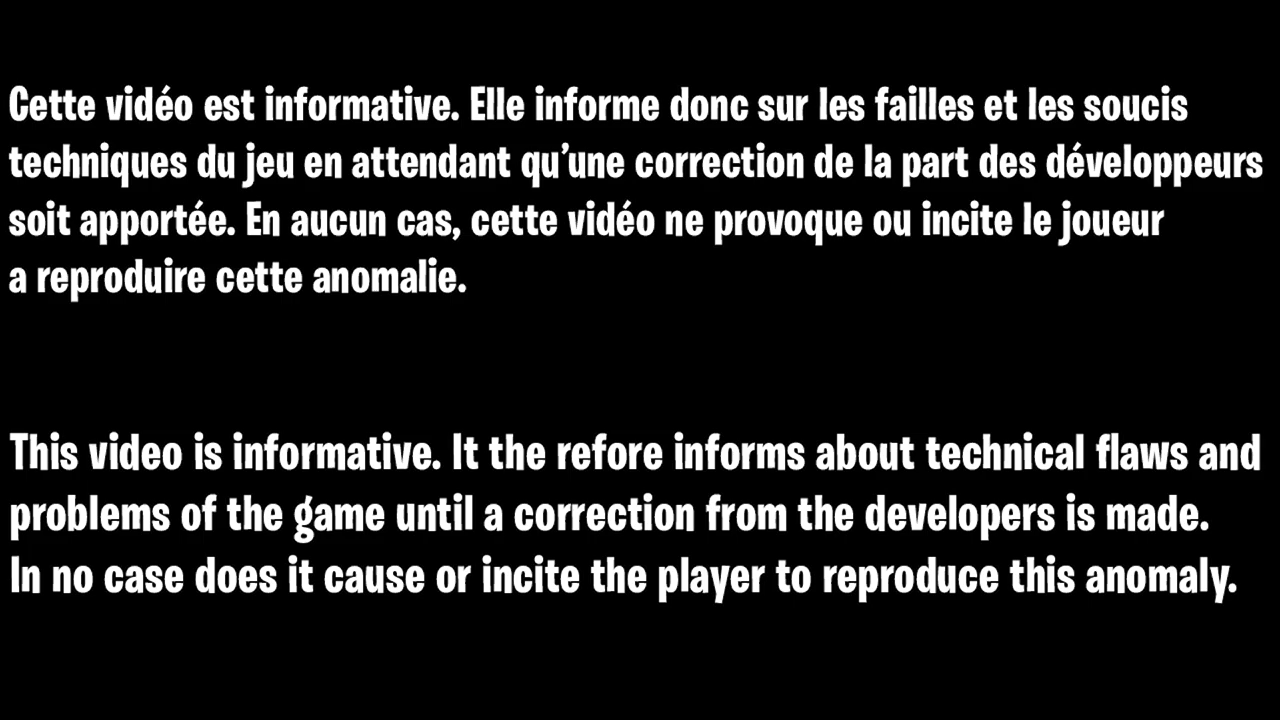 Cette vidéo est informative. Elle informe donc sur les failles et les soucis
techniques du jeu en attendant qu’une correction de la part des développeurs
soit apportée. En aucun cas, cette vidéo ne provoque ou incite le joueur
a reproduire cette anomalie.
This video is informative. It the refore informs about technical flaws and
problems of the game until a correction from the developers is made.
In no case does it cause or incite the player to reproduce this anomaly.